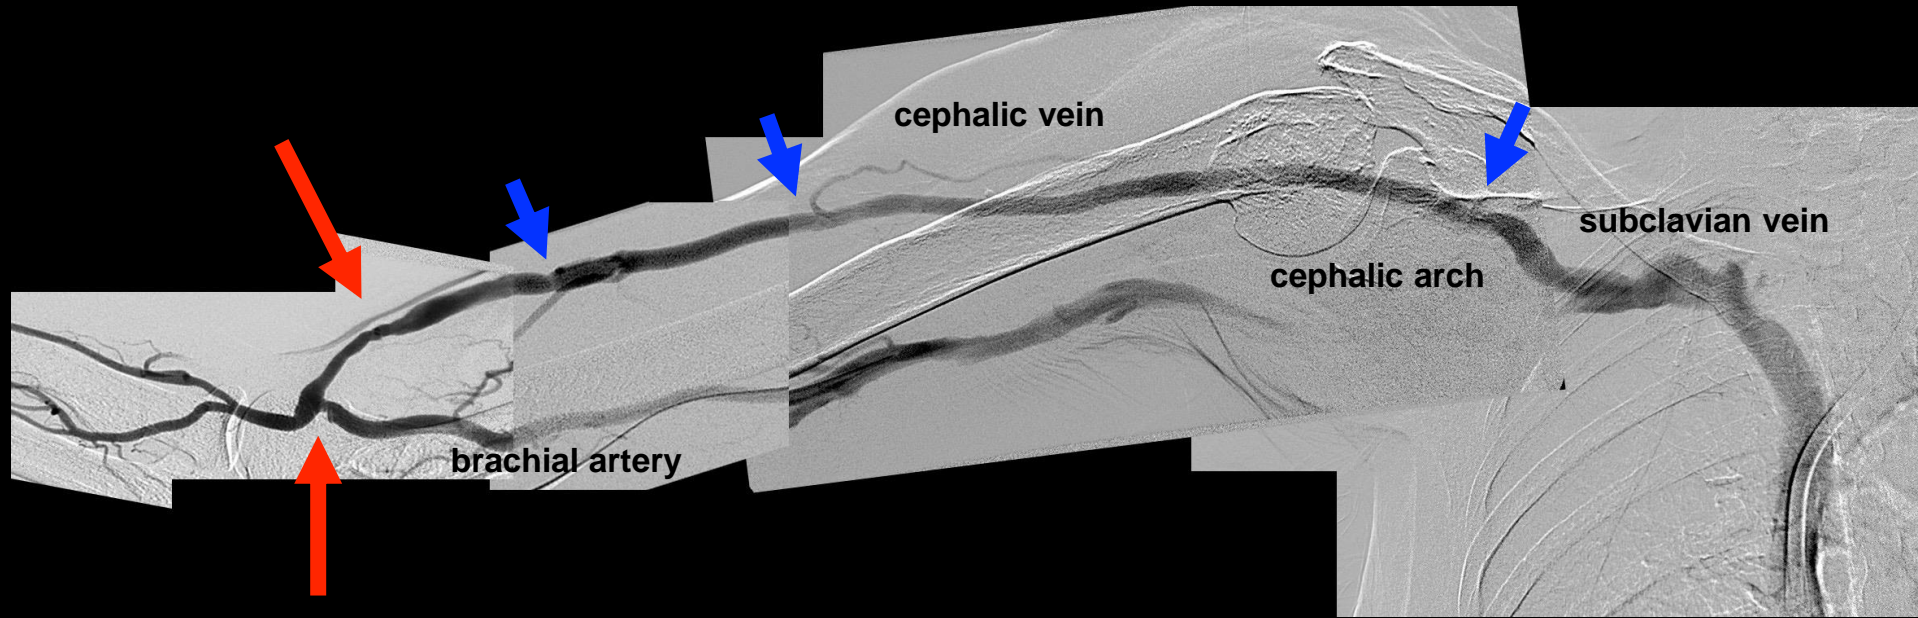 cephalic vein
subclavian vein
cephalic arch
brachial artery